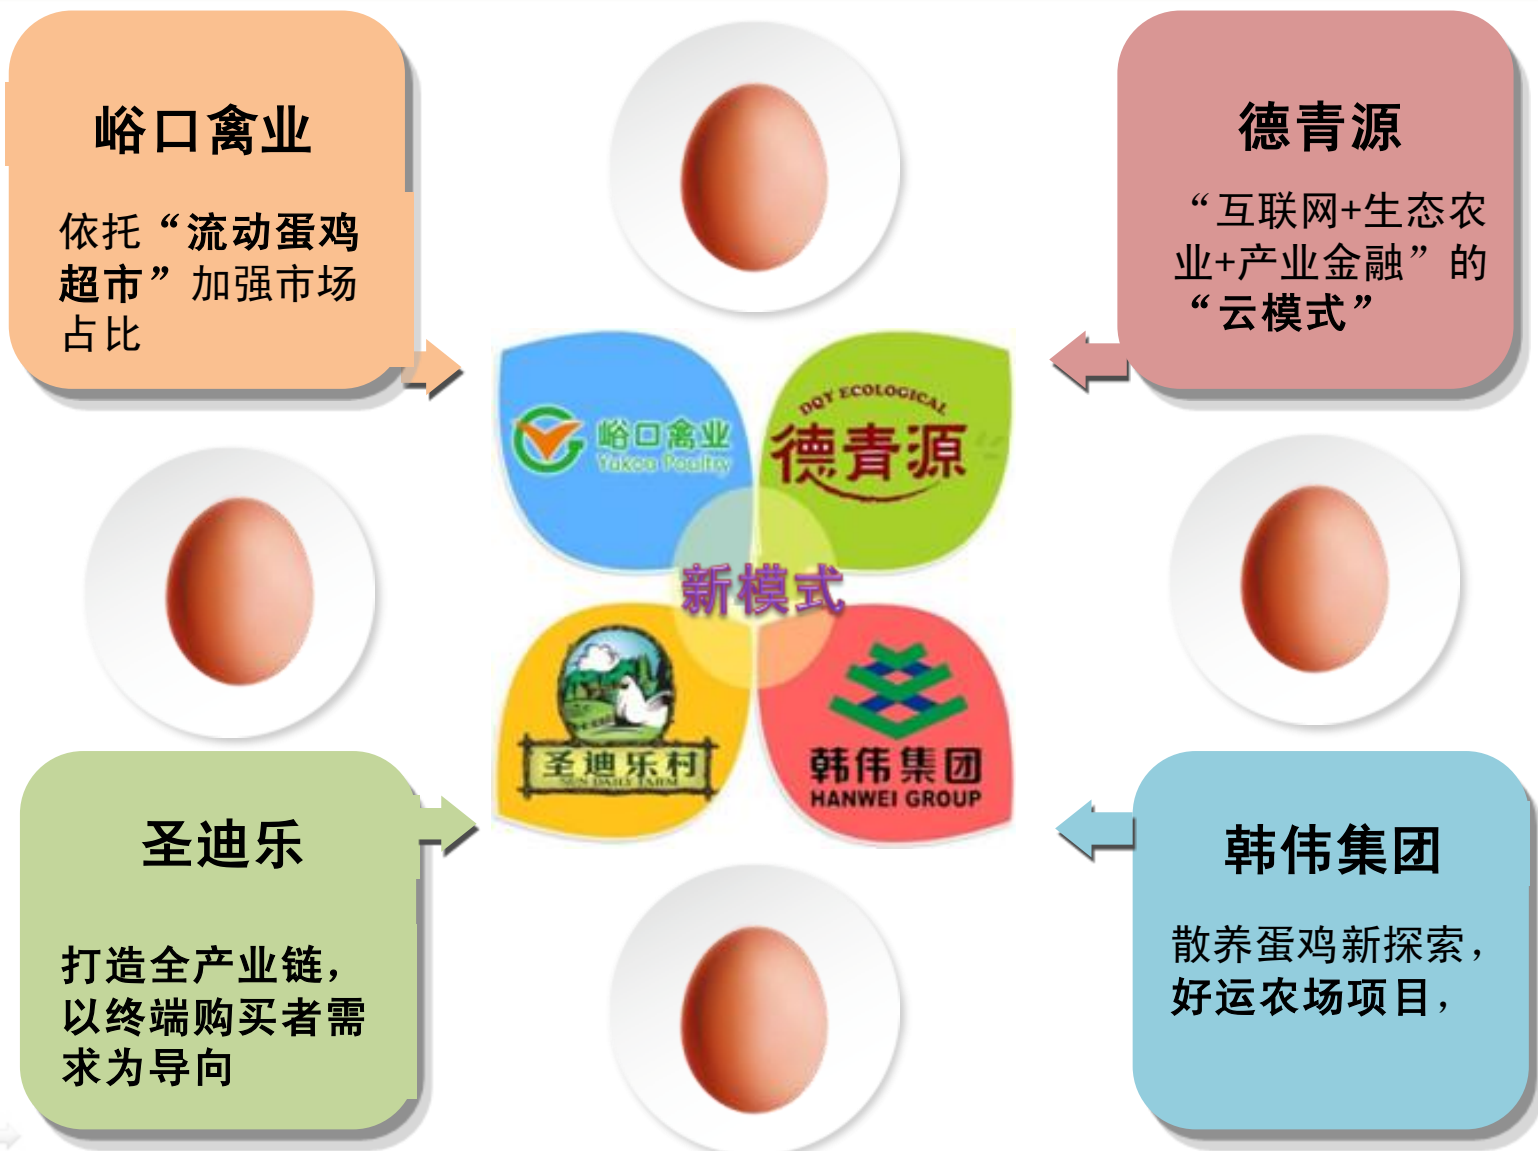 峪口禽业
依托“流动蛋鸡
超市”加强市场
占比
德青源
“互联网+生态农
业+产业金融”的
“云模式”
峪口禽业
Yukou Poultry
DQY ECOLOGICAL
德青源
新模式
圣迪乐村
SUN DAILY FARM
韩伟集团
HANWEI GROUP
圣迪乐
打造全产业链，
以终端购买者需
求为导向
韩伟集团
散养蛋鸡新探索，
好运农场项目，